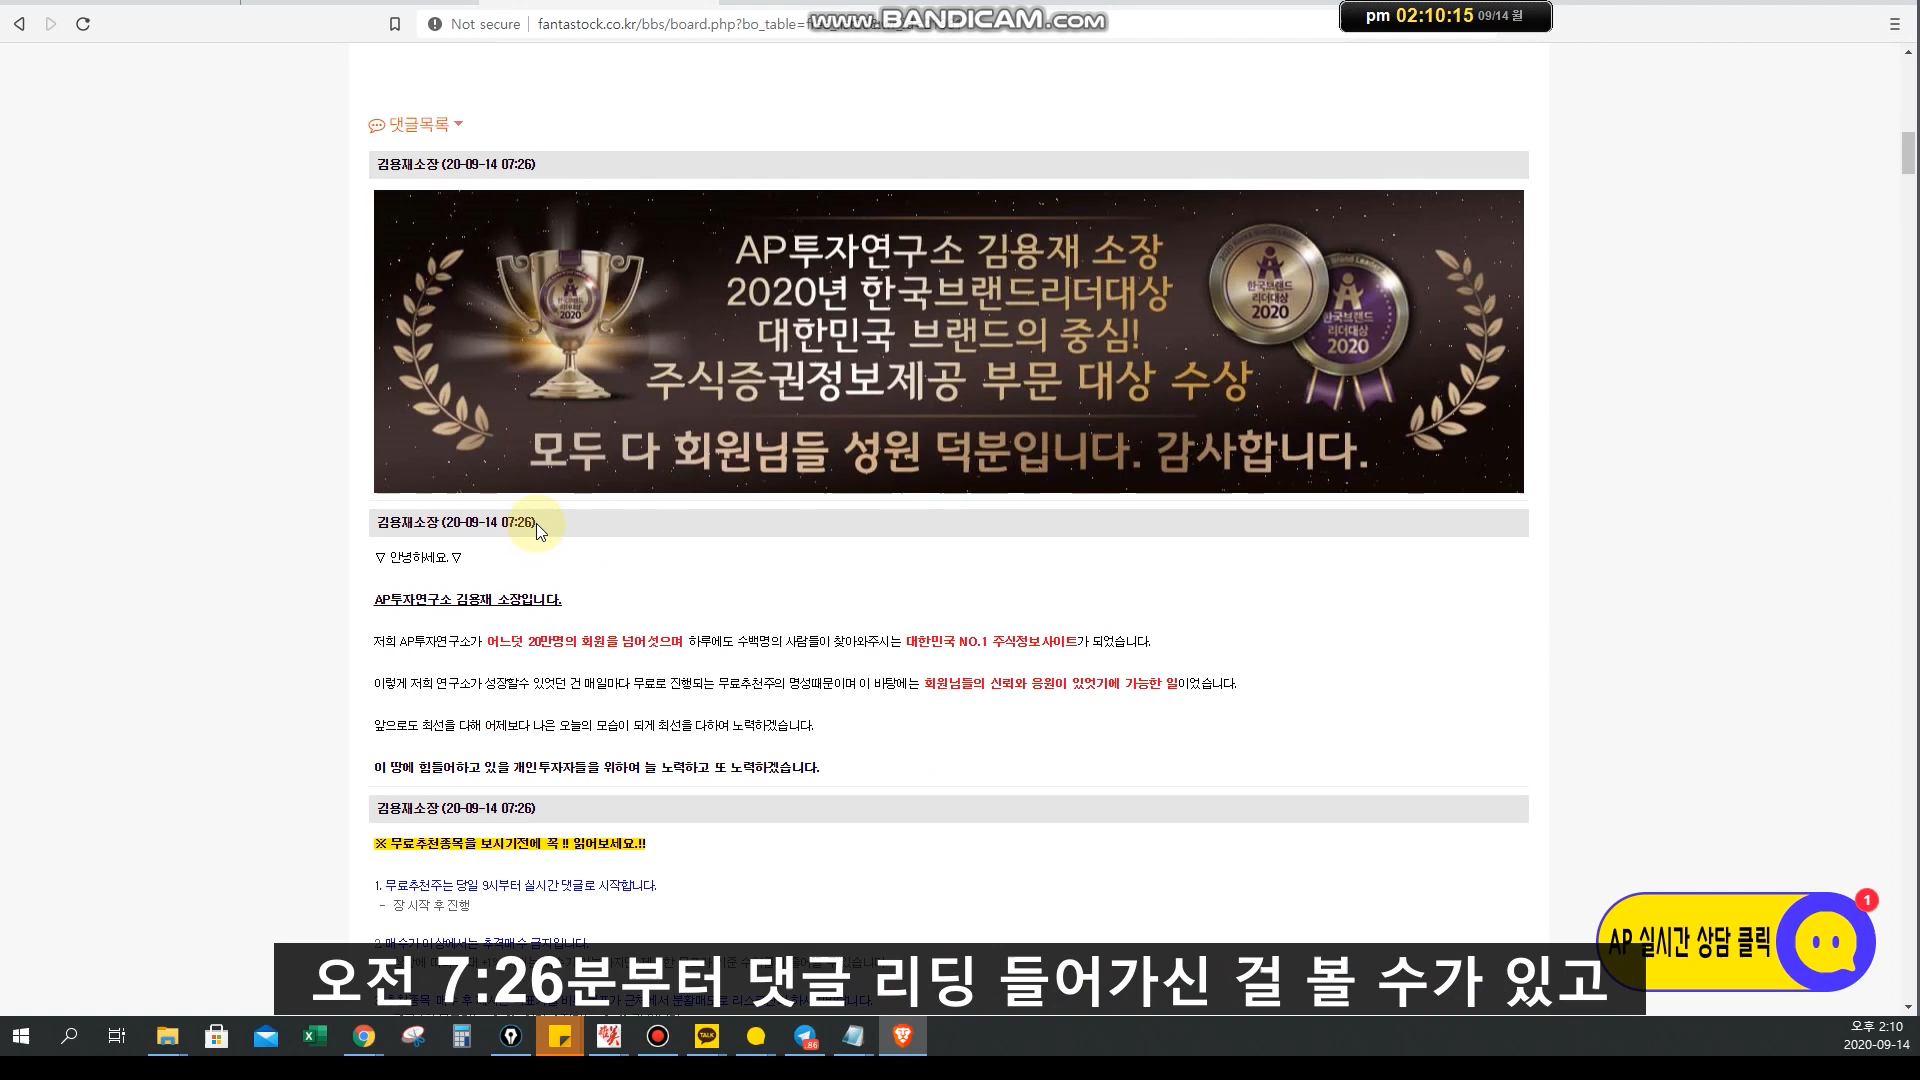 Not secure
fantastock.co.kr/bbs/board.php?bo_table=
www.BANDICAM.com
pm 02:10:15 09/14 월
댓글목록
김용재소장 (20-09-14 07:26)
AP투자연구소 김용재 소장
2020년 한국브랜드리더대상
대한민국 브랜드의 중심!
주식증권정보제공 부문 대상 수상
모두 다 회원님들 성원 덕분입니다. 감사합니다.
한국브랜드
리더대상
2020
한국브랜드
리더대상
2020
김용재소장 (20-09-14 07:26)
▽ 안녕하세요. ▽
AP투자연구소 김용재 소장입니다.
저희 AP투자연구소가 어느덧 20만명의 회원을 넘어섯으며 하루에도 수백명의 사람들이 찾아와주시는 대한민국 NO.1 주식정보사이트가 되었습니다.
이렇게 저희 연구소가 성장할수 있엇던 건 매일마다 무료로 진행되는 무료추천주의 명성때문이며 이 바탕에는 회원님들의 신뢰와 응원이 있엇기에 가능한 일이었습니다.
앞으로도 최선을 다해 어제보다 나은 오늘의 모습이 되게 최선을 다하여 노력하겠습니다.
이 땅에 힘들어하고 있을 개인투자자들을 위하여 늘 노력하고 또 노력하겠습니다.
김용재소장 (20-09-14 07:26)
※ 무료추천종목을 보시기전에 꼭 !! 읽어보세요.!!
1. 무료추천주는 당일 9시부터 실시간 댓글로 시작합니다.
- 장 시작 후 진행
2. 매수가 이상에서는 추격매수 금지입니다.
AP 실시간 상담 클릭
1
오전 7:26분부터 댓글 리딩 들어가신 걸 볼 수가 있고
TALK
86
오후 2:10
2020-09-14